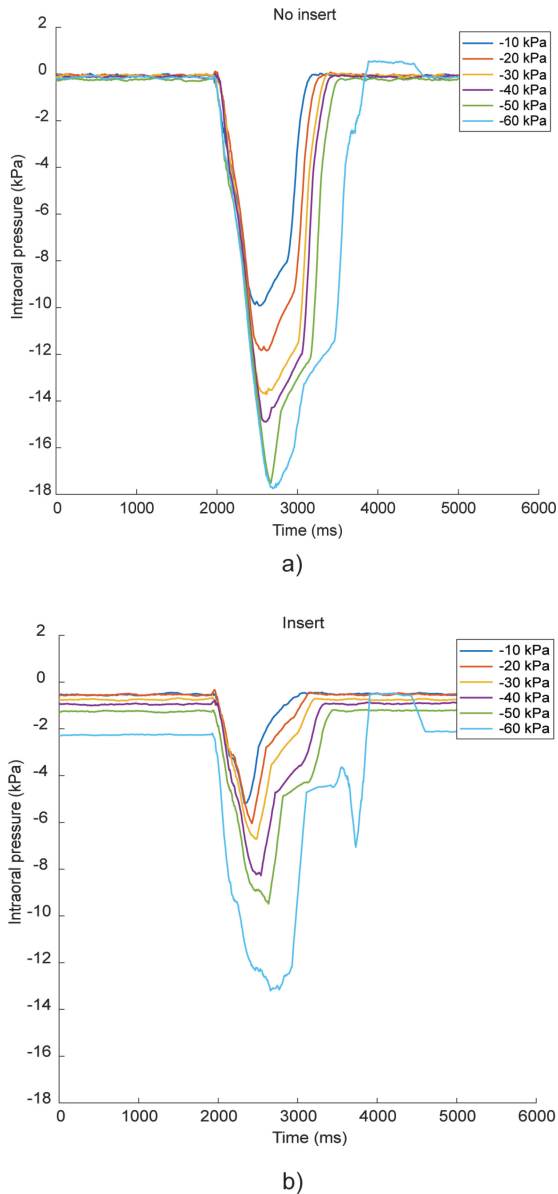 No insert
2
0
-2
-4
-6
-8
-10
-12
-14
-16
-18
Intraoral pressure (kPa)
-10 kPa
-20 kPa
-30 kPa
-40 kPa
-50 kPa
-60 kPa
0 1000 2000 3000 4000 5000 6000
Time (ms)
a)
Insert
2
0
-2
-4
-6
-8
-10
-12
-14
-16
-18
Intraoral pressure (kPa)
-10 kPa
-20 kPa
-30 kPa
-40 kPa
-50 kPa
-60 kPa
0 1000 2000 3000 4000 5000 6000
Time (ms)
b)